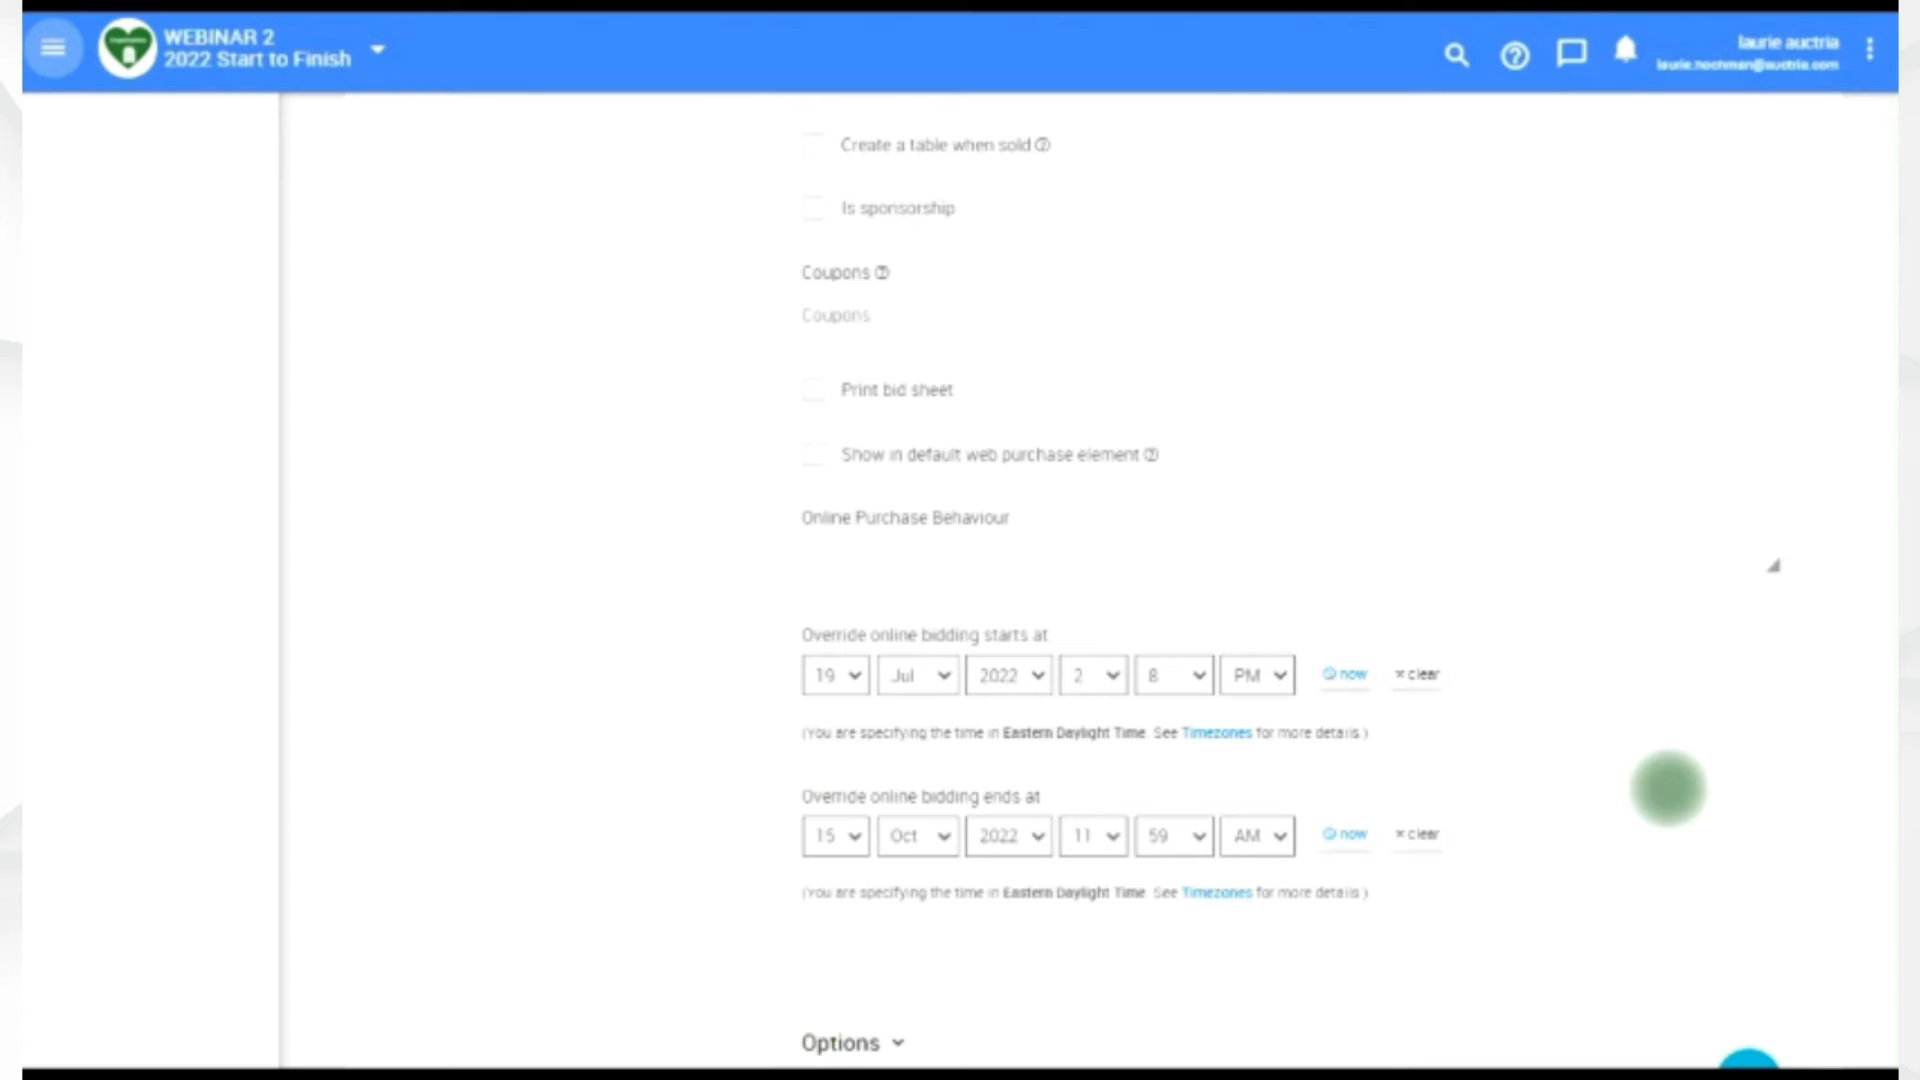 WEBINAR 2
2022 Start to Finish
laurie auctria
laurie.hochman@auctria.com
Create a table when sold
Is sponsorship
Coupons
Coupons
Print bid sheet
Show in default web purchase element
Online Purchase Behaviour
Override online bidding starts at
19 Jul 2022 2 8 PM now × clear
(You are specifying the time in Eastern Daylight Time. See Timezones for more details.)
Override online bidding ends at
15 Oct 2022 11 59 AM now × clear
(You are specifying the time in Eastern Daylight Time. See Timezones for more details.)
Options